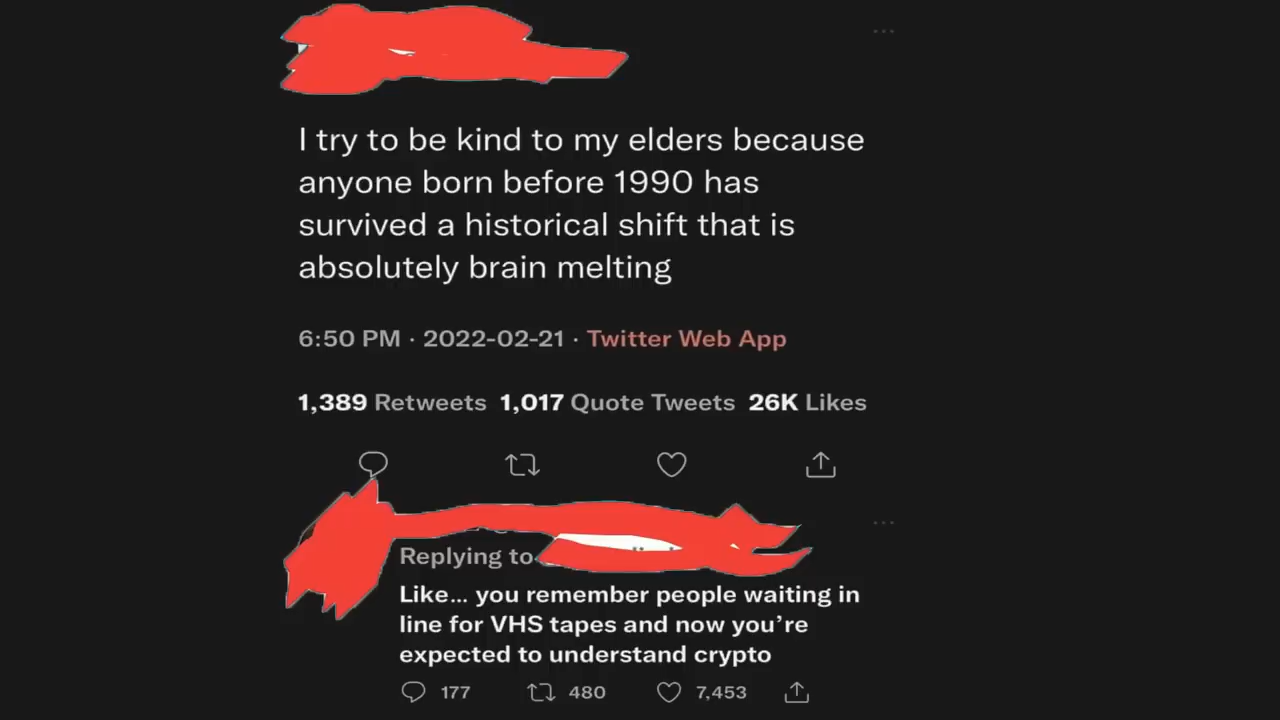 I try to be kind to my elders because
anyone born before 1990 has
survived a historical shift that is
absolutely brain melting
6:50 PM · 2022-02-21 · Twitter Web App
1,389 Retweets 1,017 Quote Tweets 26K Likes
Replying to
Like... you remember people waiting in
line for VHS tapes and now you're
expected to understand crypto
177 480 7,453